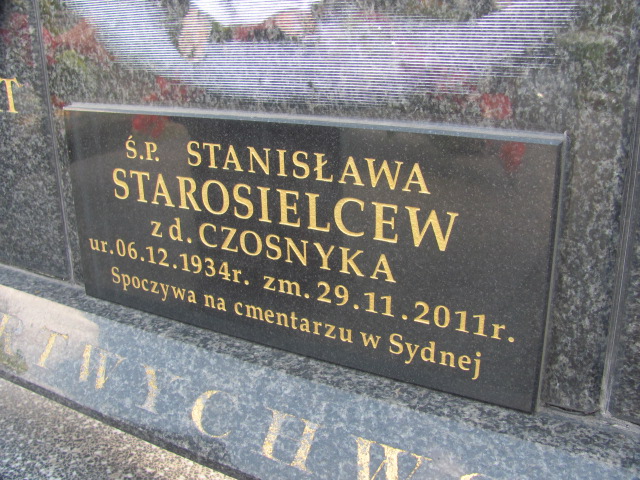 Ś.P. STANISŁAWA
STAROSIELCEW
z d. CZOSNYKA
ur.06.12.1934r. zm.29.11.2011r.
Spoczywa na cmentarzu w Sydnej